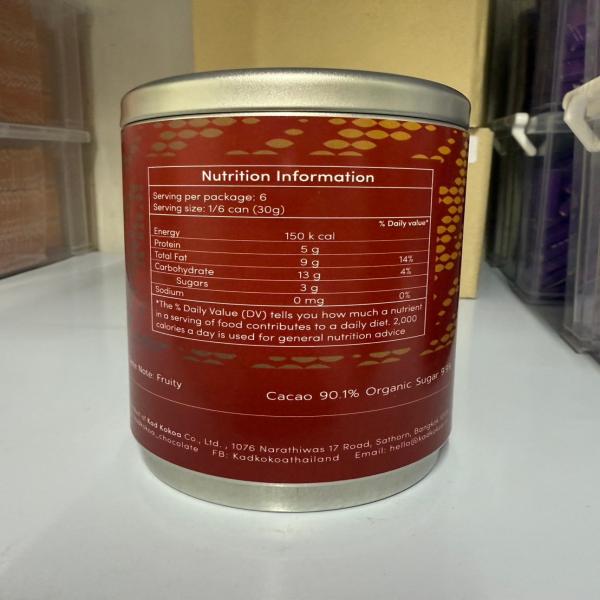 Nutrition Information
Serving per package: 6
Serving size: 1/6 can (30g)
% Daily value*
Energy 150 k cal
Protein 5 g
Total Fat 9 g 14%
Carbohydrate 13 g 4%
Sugars 3 g
Sodium 0 mg 0%
*The % Daily Value (DV) tells you how much a nutrient
in a serving of food contributes to a daily diet. 2,000
calories a day is used for general nutrition advice
Note: Fruity
Cacao 90.1% Organic Sugar
of Kad Kokoa Co., Ltd. , 1076 Narathiwas 17 Road, Sathorn, Bangkok
chocolate FB: Kadkokoathailand Email: